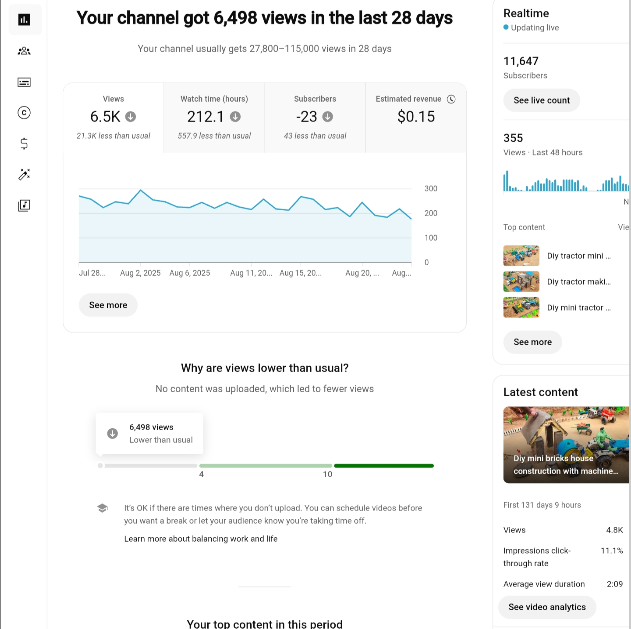 Your channel got 6,498 views in the last 28 days
Your channel usually gets 27,800–115,000 views in 28 days
Views
6.5K
21.3K less than usual
Watch time (hours)
212.1
557.9 less than usual
Subscribers
-23
43 less than usual
Estimated revenue
$0.15
300
200
100
0
Jul 28...
Aug 2, 2025
Aug 6, 2025
Aug 11, 20...
Aug 15, 20...
Aug 20, ...
Aug...
See more
Why are views lower than usual?
No content was uploaded, which led to fewer views
6,498 views
Lower than usual
4
10
It's OK if there are times where you don't upload. You can schedule videos before
you want a break or let your audience know you're taking time off.
Learn more about balancing work and life
Your top content in this period
Realtime
Updating live
11,647
Subscribers
See live count
355
Views · Last 48 hours
N
Top content
Vie
Diy tractor mini ...
Diy tractor maki...
Diy mini tractor ...
See more
Latest content
Diy mini bricks house
construction with machine...
First 131 days 9 hours
Views
4.8K
Impressions click-
through rate
11.1%
Average view duration
2:09
See video analytics